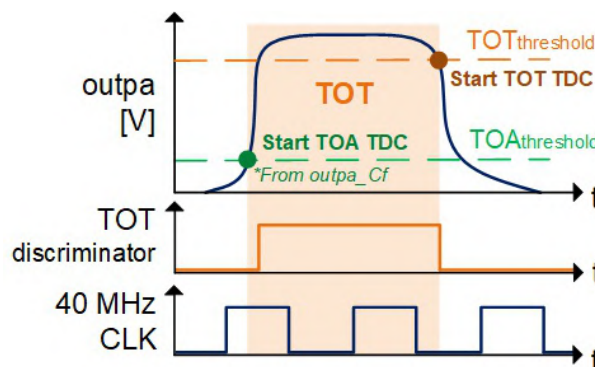 TOTthreshold
Start TOT TDC
outpa
[V]
TOT
Start TOA TDC
*From outpa_Cf
TOAthreshold
t
TOT
discriminator
t
40 MHz
CLK
t